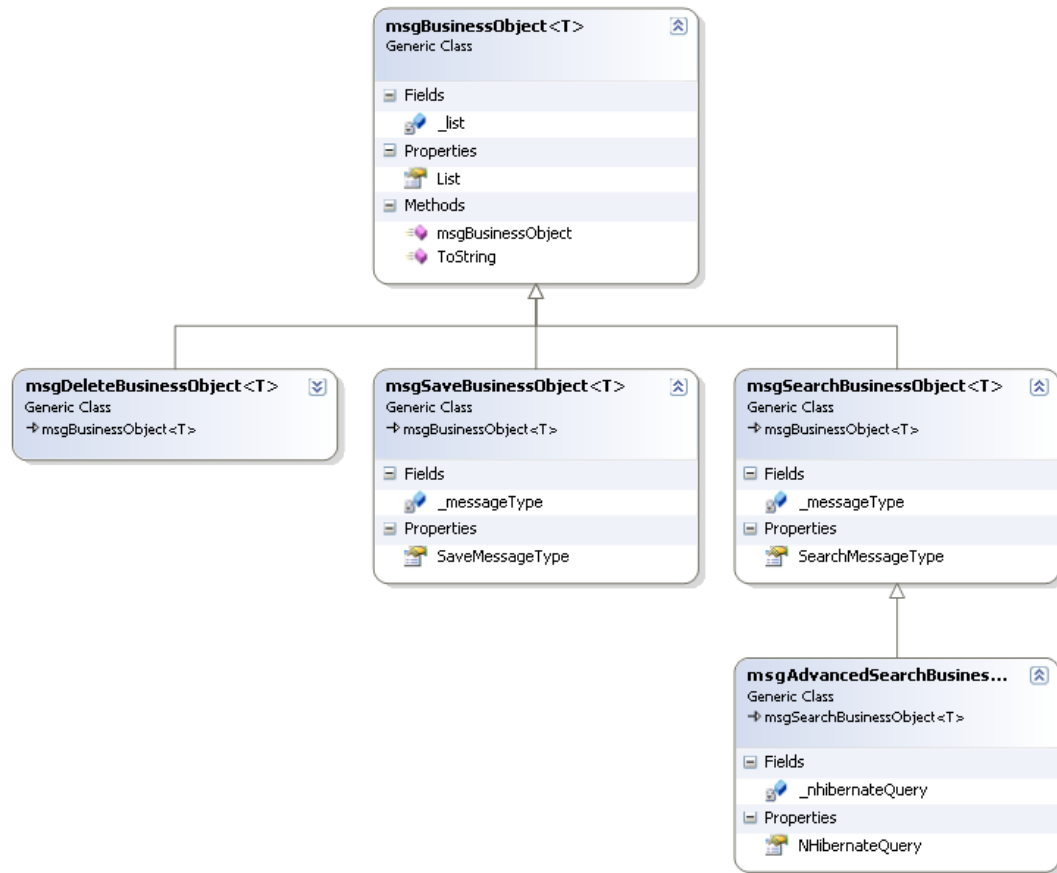 msgBusinessObject<T>
Generic Class
Fields
_list
Properties
List
Methods
msgBusinessObject
ToString
msgDeleteBusinessObject<T>
Generic Class
msgBusinessObject<T>
msgSaveBusinessObject<T>
Generic Class
msgBusinessObject<T>
Fields
_messageType
Properties
SaveMessageType
msgSearchBusinessObject<T>
Generic Class
msgBusinessObject<T>
Fields
_messageType
Properties
SearchMessageType
msgAdvancedSearchBusines...
Generic Class
msgSearchBusinessObject<T>
Fields
_nhibernateQuery
Properties
NHibernateQuery